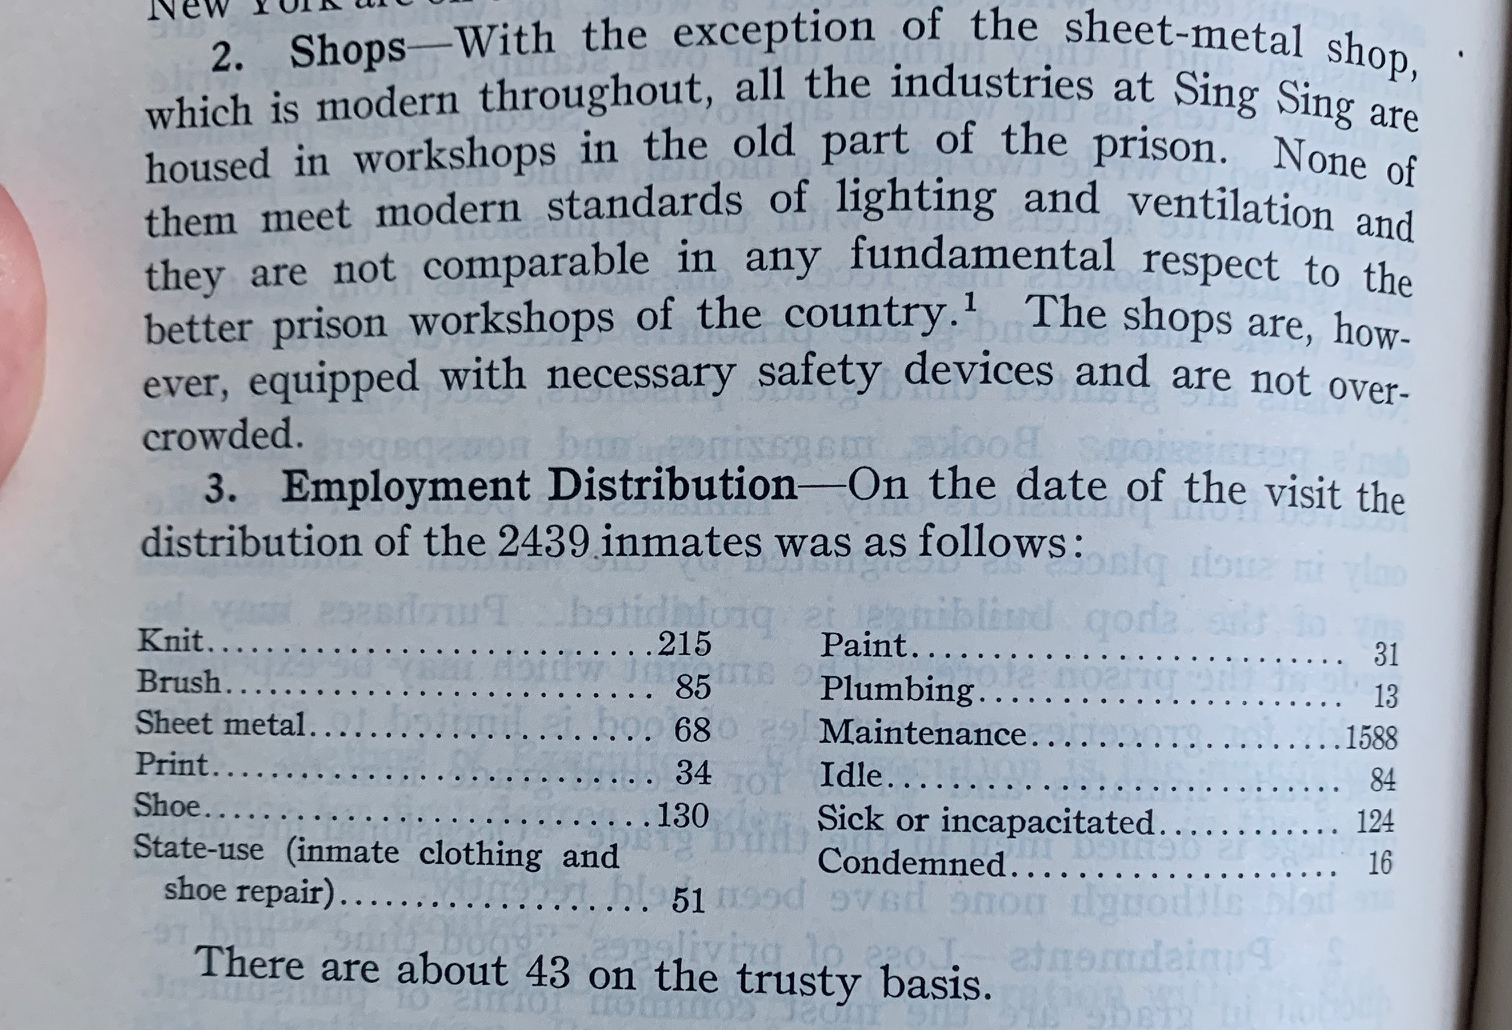 New York are
2. Shops—With the exception of the sheet-metal shop,
which is modern throughout, all the industries at Sing Sing are
housed in workshops in the old part of the prison. None of
them meet modern standards of lighting and ventilation and
they are not comparable in any fundamental respect to the
better prison workshops of the country.¹ The shops are, how-
ever, equipped with necessary safety devices and are not over-
crowded.
3. Employment Distribution—On the date of the visit the
distribution of the 2439 inmates was as follows:
Knit............................215
Brush.......................... 85
Sheet metal..................... 68
Print........................... 34
Shoe............................130
State-use (inmate clothing and
shoe repair)................... 51
Paint.......................... 31
Plumbing...................... 13
Maintenance...................1588
Idle........................... 84
Sick or incapacitated............ 124
Condemned.................... 16
There are about 43 on the trusty basis.